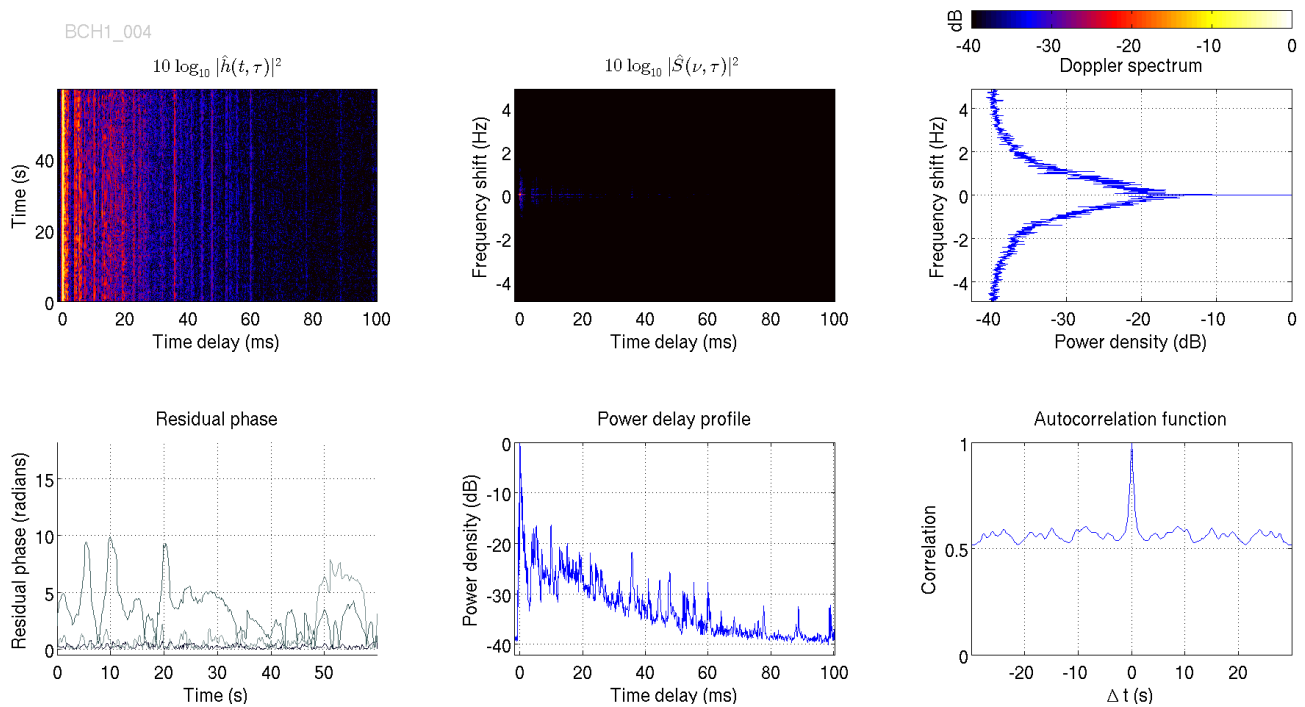 BCH1_004
10 log₁₀ |ĥ(t, τ)|²
Time (s)
40
20
0
0 20 40 60 80 100
Time delay (ms)
10 log₁₀ |Ŝ(ν, τ)|²
Frequency shift (Hz)
4
2
0
-2
-4
0 20 40 60 80 100
Time delay (ms)
dB
-40 -30 -20 -10 0
Doppler spectrum
Frequency shift (Hz)
4
2
0
-2
-4
-40 -30 -20 -10 0
Power density (dB)
Residual phase
Residual phase (radians)
15
10
5
0
0 10 20 30 40 50
Time (s)
Power delay profile
Power density (dB)
0
-10
-20
-30
-40
0 20 40 60 80 100
Time delay (ms)
Autocorrelation function
Correlation
1
0.5
0
-20 -10 0 10 20
Δ t (s)